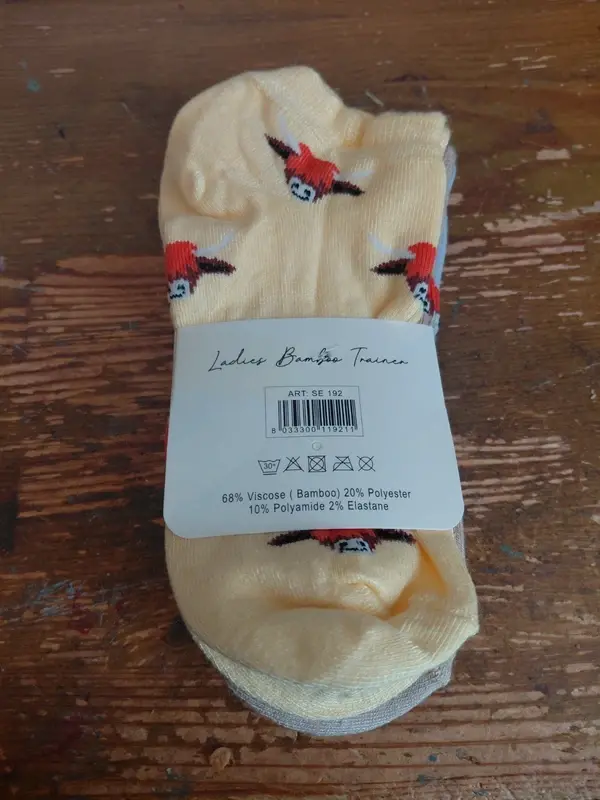 Ladies Bamboo Trainer
ART: SE 192
8 033300 119211
30°
68% Viscose ( Bamboo) 20% Polyester
10% Polyamide 2% Elastane